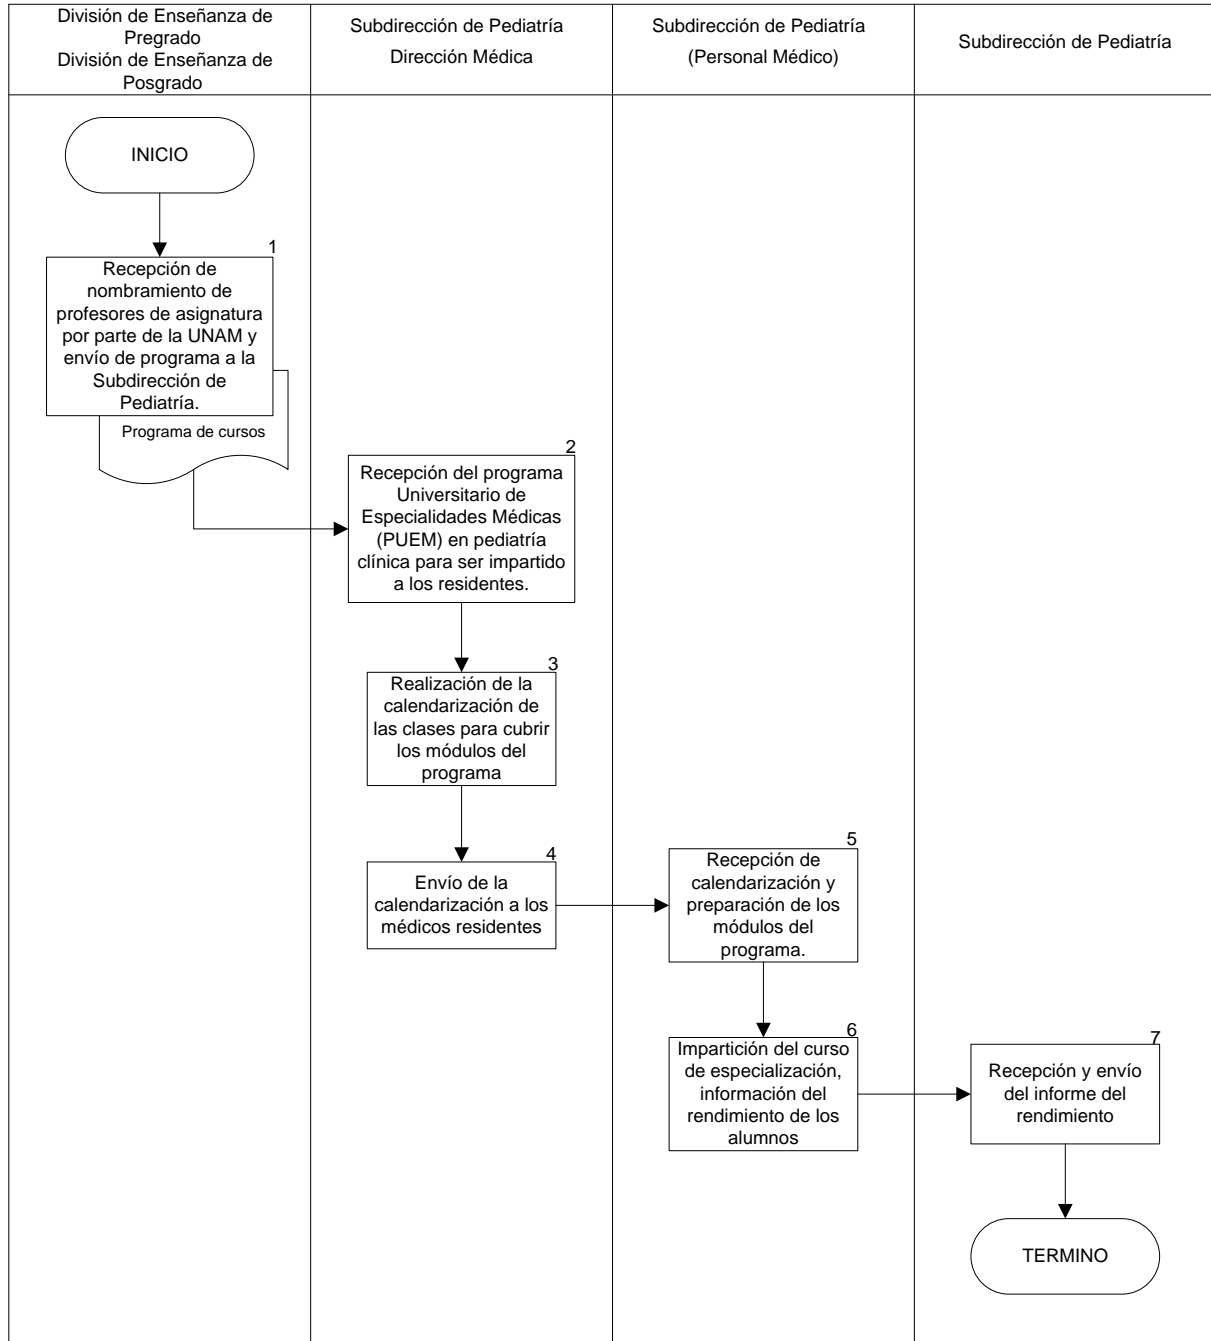 División de Enseñanza de
Pregrado
División de Enseñanza de
Posgrado
Subdirección de Pediatría
Dirección Médica
Subdirección de Pediatría
(Personal Médico)
Subdirección de Pediatría
INICIO
1
Recepción de
nombramiento de
profesores de asignatura
por parte de la UNAM y
envío de programa a la
Subdirección de
Pediatría.
Programa de cursos
2
Recepción del programa
Universitario de
Especialidades Médicas
(PUEM) en pediatría
clínica para ser impartido
a los residentes.
3
Realización de la
calendarización de
las clases para cubrir
los módulos del
programa
4
Envío de la
calendarización a los
médicos residentes
5
Recepción de
calendarización y
preparación de los
módulos del
programa.
6
Impartición del curso
de especialización,
información del
rendimiento de los
alumnos
7
Recepción y envío
del informe del
rendimiento
TERMINO